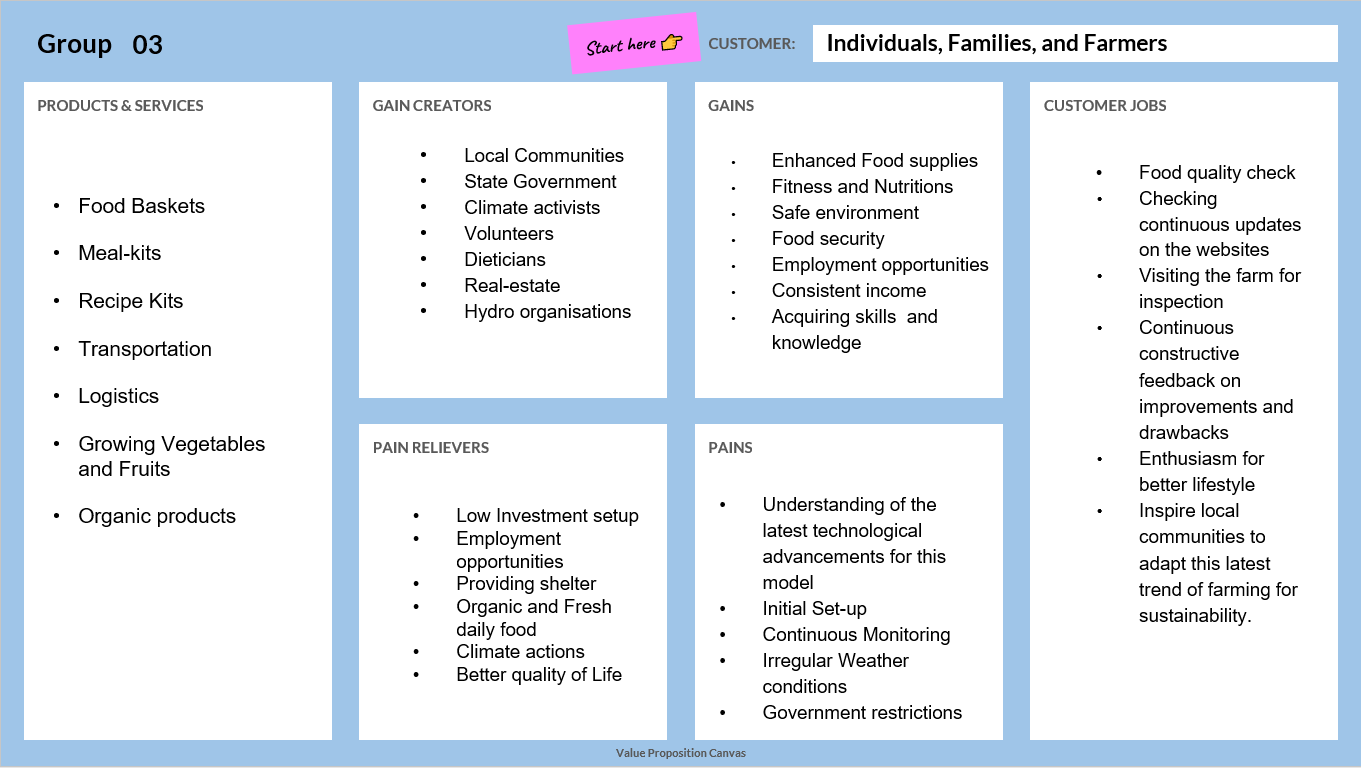 Group 03
Start here 👉
CUSTOMER:
Individuals, Families, and Farmers
PRODUCTS & SERVICES
• Food Baskets
• Meal-kits
• Recipe Kits
• Transportation
• Logistics
• Growing Vegetables
and Fruits
• Organic products
GAIN CREATORS
• Local Communities
• State Government
• Climate activists
• Volunteers
• Dieticians
• Real-estate
• Hydro organisations
PAIN RELIEVERS
• Low Investment setup
• Employment
opportunities
• Providing shelter
• Organic and Fresh
daily food
• Climate actions
• Better quality of Life
GAINS
• Enhanced Food supplies
• Fitness and Nutritions
• Safe environment
• Food security
• Employment opportunities
• Consistent income
• Acquiring skills  and
knowledge
PAINS
• Understanding of the
latest technological
advancements for this
model
• Initial Set-up
• Continuous Monitoring
• Irregular Weather
conditions
• Government restrictions
CUSTOMER JOBS
• Food quality check
• Checking
continuous updates
on the websites
• Visiting the farm for
inspection
• Continuous
constructive
feedback on
improvements and
drawbacks
• Enthusiasm for
better lifestyle
• Inspire local
communities to
adapt this latest
trend of farming for
sustainability.
Value Proposition Canvas